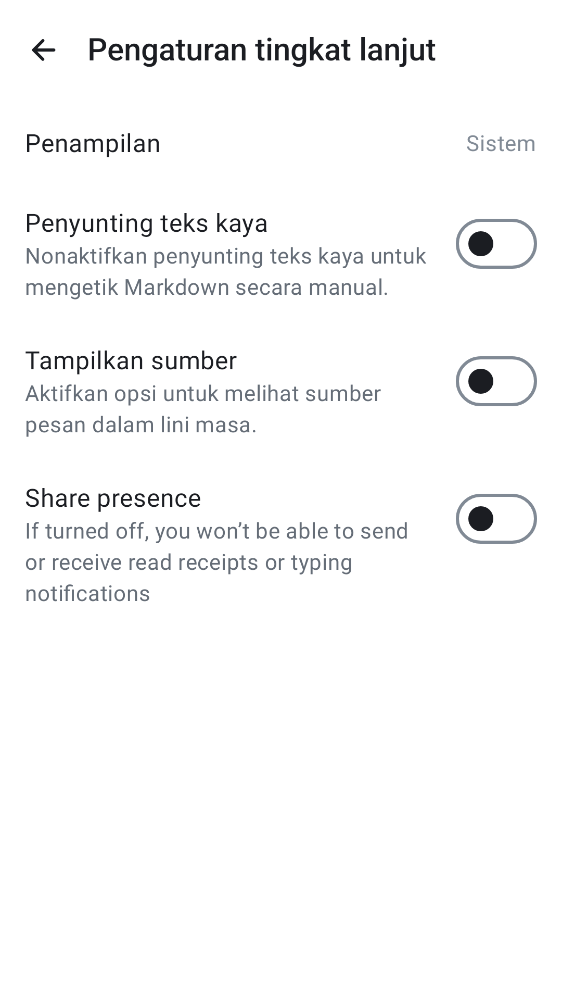 Pengaturan tingkat lanjut
Penampilan
Sistem
Penyunting teks kaya
Nonaktifkan penyunting teks kaya untuk
mengetik Markdown secara manual.
Tampilkan sumber
Aktifkan opsi untuk melihat sumber
pesan dalam lini masa.
Share presence
If turned off, you won’t be able to send
or receive read receipts or typing
notifications